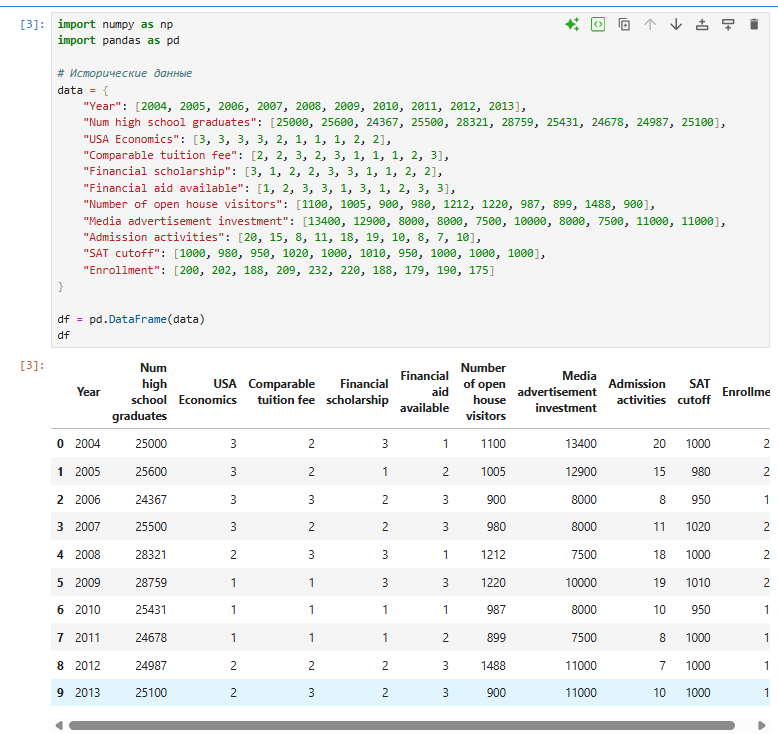 [3]:
import numpy as np
import pandas as pd
# Исторические данные
data = {
"Year": [2004, 2005, 2006, 2007, 2008, 2009, 2010, 2011, 2012, 2013],
"Num high school graduates": [25000, 25600, 24367, 25500, 28321, 28759, 25431, 24678, 24987, 25100],
"USA Economics": [3, 3, 3, 3, 2, 1, 1, 1, 2, 2],
"Comparable tuition fee": [2, 2, 3, 2, 3, 1, 1, 1, 2, 3],
"Financial scholarship": [3, 1, 2, 2, 3, 3, 1, 1, 2, 2],
"Financial aid available": [1, 2, 3, 3, 1, 3, 1, 2, 3, 3],
"Number of open house visitors": [1100, 1005, 900, 980, 1212, 1220, 987, 899, 1488, 900],
"Media advertisement investment": [13400, 12900, 8000, 8000, 7500, 10000, 8000, 7500, 11000, 11000],
"Admission activities": [20, 15, 8, 11, 18, 19, 10, 8, 7, 10],
"SAT cutoff": [1000, 980, 950, 1020, 1000, 1010, 950, 1000, 1000, 1000],
"Enrollment": [200, 202, 188, 209, 232, 220, 188, 179, 190, 175]
}
df = pd.DataFrame(data)
df
[3]:
Year Num high school graduates USA Economics Comparable tuition fee Financial scholarship Financial aid available Number of open house visitors Media advertisement investment Admission activities SAT cutoff Enrollme
0 2004 25000 3 2 3 1 1100 13400 20 1000 2
1 2005 25600 3 2 1 2 1005 12900 15 980 2
2 2006 24367 3 3 2 3 900 8000 8 950 1
3 2007 25500 3 2 2 3 980 8000 11 1020 2
4 2008 28321 2 3 3 1 1212 7500 18 1000 2
5 2009 28759 1 1 3 3 1220 10000 19 1010 2
6 2010 25431 1 1 1 1 987 8000 10 950 1
7 2011 24678 1 1 1 2 899 7500 8 1000 1
8 2012 24987 2 2 2 3 1488 11000 7 1000 1
9 2013 25100 2 3 2 3 900 11000 10 1000 1